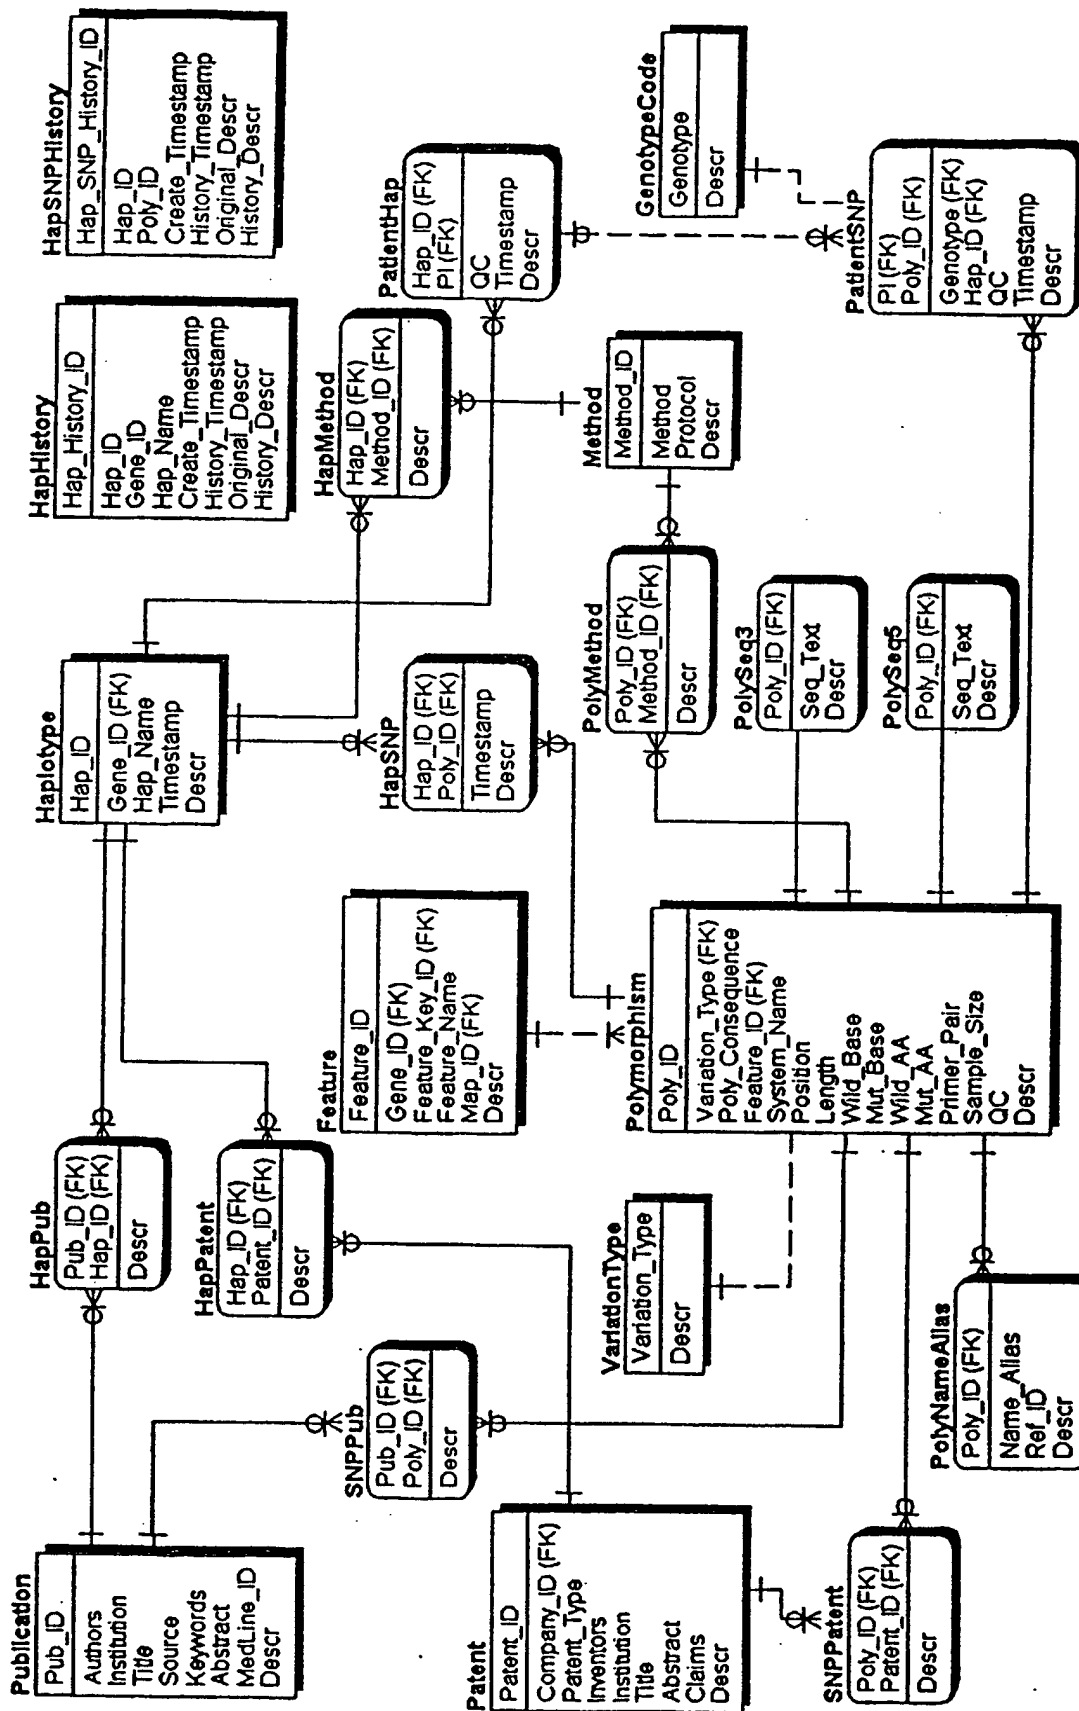 Publication
Pub_ID
Authors
Institution
Title
Source
Keywords
Abstract
MedLine_ID
Descr
HapPub
Pub_ID (FK)
Hap_ID (FK)
Descr
Haplotype
Hap_ID
Gene_ID (FK)
Hap_Name
Timestamp
Descr
HapHistory
Hap_History_ID
Hap_ID
Gene_ID
Hap_Name
Create_Timestamp
History_Timestamp
Original_Descr
History_Descr
HapSNPHistory
Hap_SNP_History_ID
Hap_ID
Poly_ID
Create_Timestamp
History_Timestamp
Original_Descr
History_Descr
HapPatent
Hap_ID (FK)
Patent_ID (FK)
Descr
SNPPub
Pub_ID (FK)
Poly_ID (FK)
Descr
Feature
Feature_ID
Gene_ID (FK)
Feature_Key_ID (FK)
Feature_Name
Map_ID (FK)
Descr
HapSNP
Hap_ID (FK)
Poly_ID (FK)
Timestamp
Descr
HapMethod
Hap_ID (FK)
Method_ID (FK)
Descr
PatientHap
Hap_ID (FK)
PI (FK)
QC
Timestamp
Descr
Patent
Patent_ID
Company_ID (FK)
Patent_Type
Inventors
Institution
Title
Abstract
Claims
Descr
VariationType
Variation_Type
Descr
Polymorphism
Poly_ID
Variation_Type (FK)
Poly_Consequence
Feature_ID (FK)
System_Name
Position
Length
Wild_Base
Mut_Base
Wild_AA
Mut_AA
Primer_Pair
Sample_Size
QC
Descr
PolyMethod
Poly_ID (FK)
Method_ID (FK)
Descr
Method
Method_ID
Method
Protocol
Descr
GenotypeCode
Genotype
Descr
PolySeq3
Poly_ID (FK)
Seq_Text
Descr
PolySeq5
Poly_ID (FK)
Seq_Text
Descr
PatientSNP
PI (FK)
Poly_ID (FK)
Genotype (FK)
Hap_ID (FK)
QC
Timestamp
Descr
SNPPatent
Poly_ID (FK)
Patent_ID (FK)
Descr
PolyNameAlias
Poly_ID (FK)
Name_Alias
Ref_ID
Descr